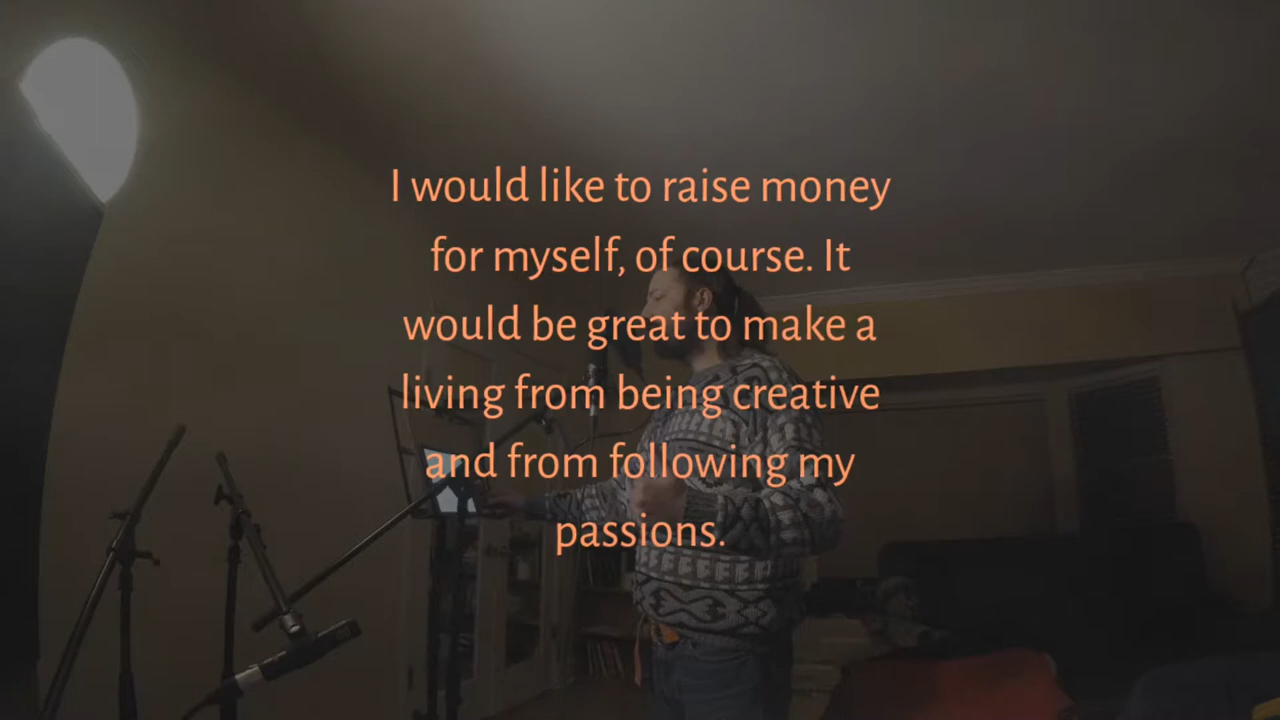 I would like to raise money
for myself, of course. It
would be great to make a
living from being creative
and from following my
passions.